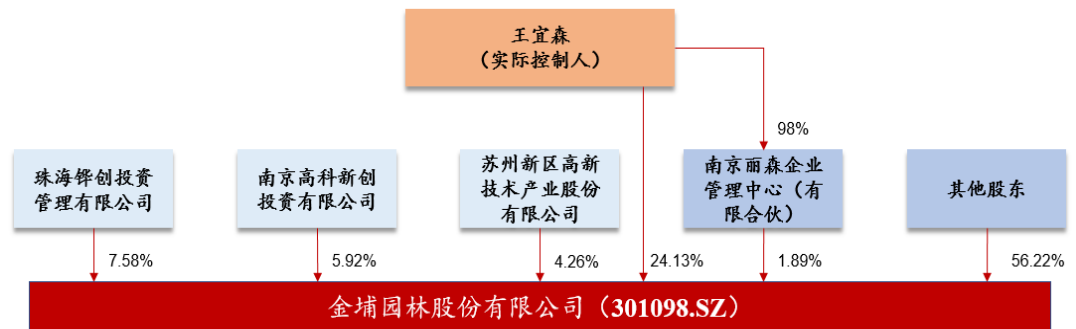 王宜森
（实际控制人）
98%
珠海铧创投资
管理有限公司
南京高科新创
投资有限公司
苏州新区高新
技术产业股份
有限公司
南京丽森企业
管理中心（有
限合伙）
其他股东
7.58%
5.92%
4.26%
24.13%
1.89%
56.22%
金埔园林股份有限公司（301098.SZ）